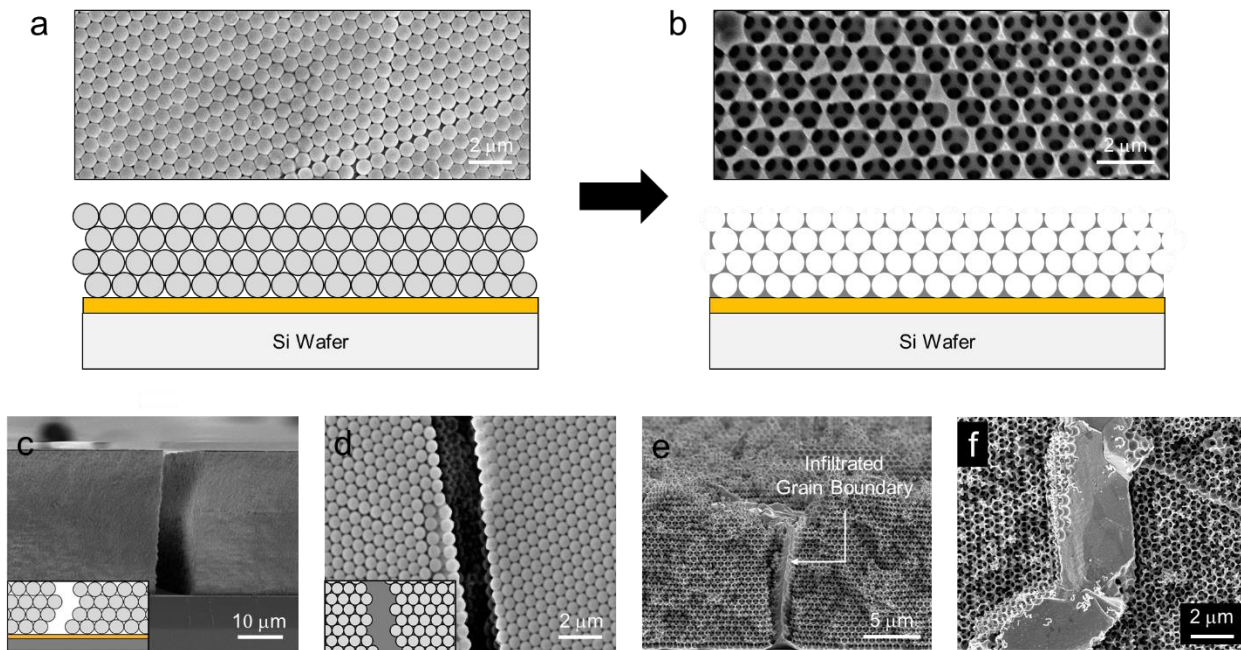 a
b
2 μm
2 μm
Si Wafer
Si Wafer
c
10 μm
d
2 μm
e
Infiltrated
Grain Boundary
5 μm
f
2 μm